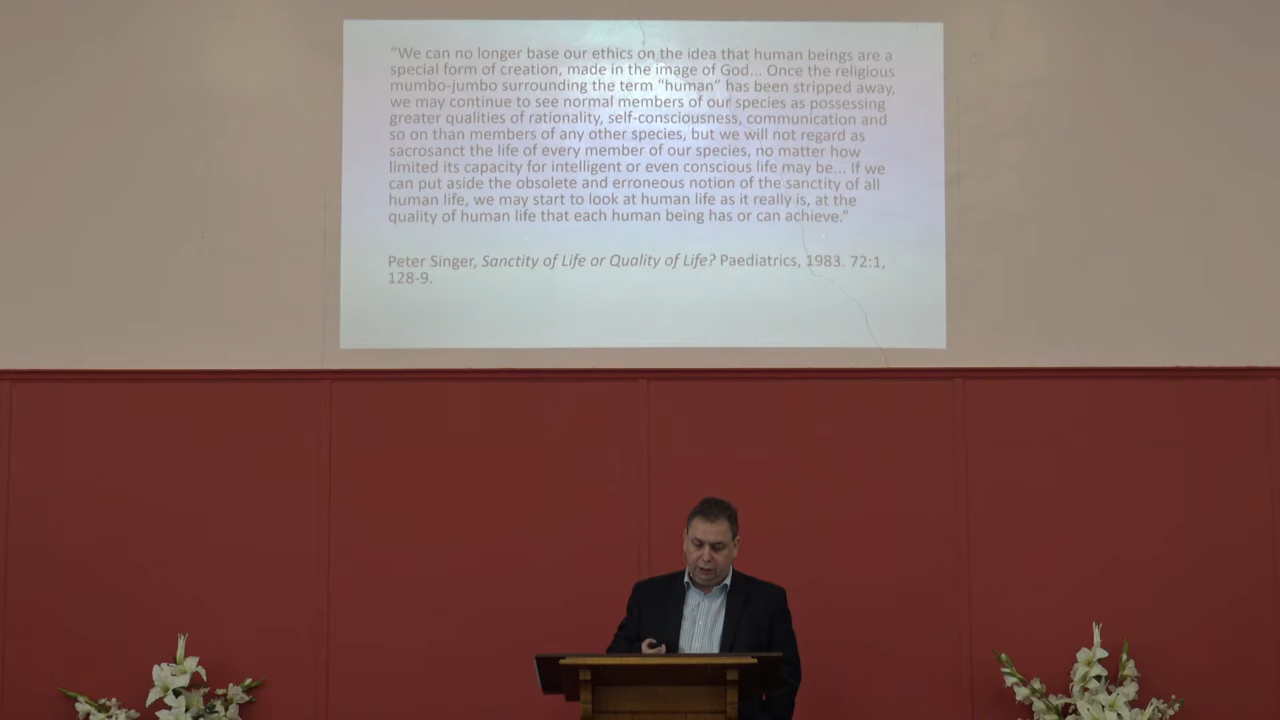 “We can no longer base our ethics on the idea that human beings are a
special form of creation, made in the image of God... Once the religious
mumbo-jumbo surrounding the term “human” has been stripped away,
we may continue to see normal members of our species as possessing
greater qualities of rationality, self-consciousness, communication and
so on than members of any other species, but we will not regard as
sacrosanct the life of every member of our species, no matter how
limited its capacity for intelligent or even conscious life may be... If we
can put aside the obsolete and erroneous notion of the sanctity of all
human life, we may start to look at human life as it really is, at the
quality of human life that each human being has or can achieve.”
Peter Singer, Sanctity of Life or Quality of Life? Paediatrics, 1983. 72:1,
128-9.